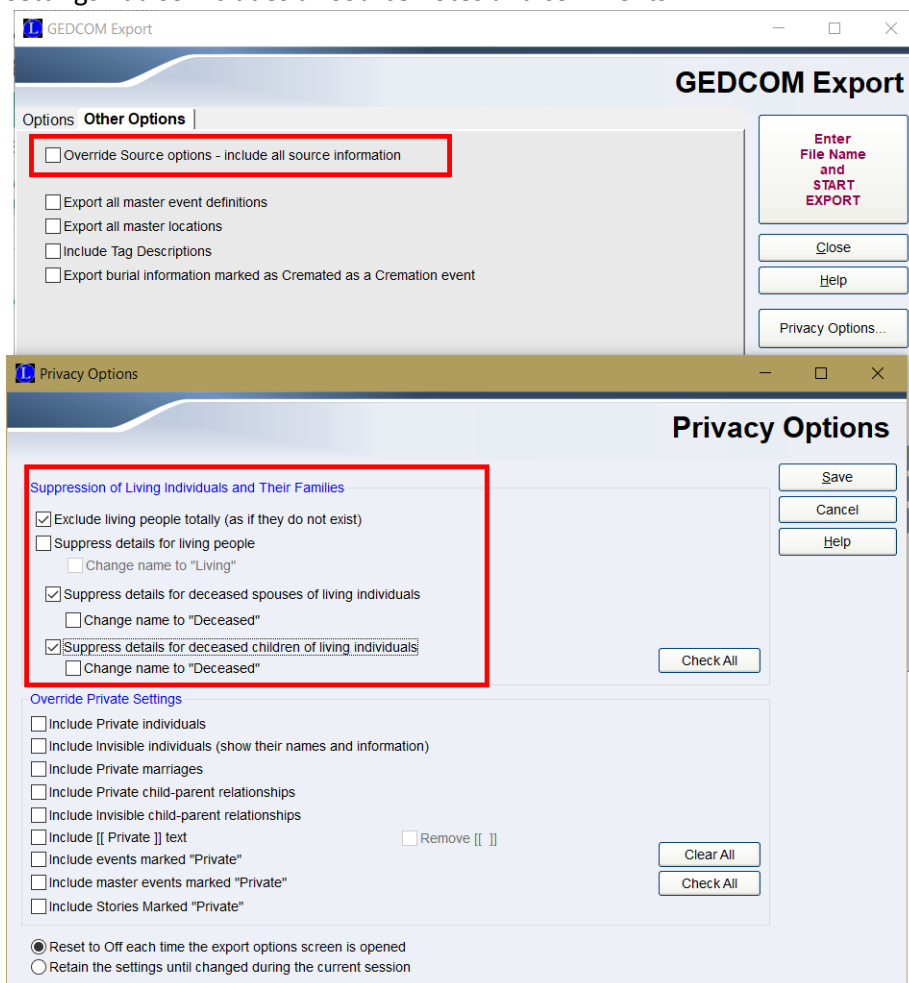 GEDCOM Export
GEDCOM Export
Options Other Options
Override Source options - include all source information
Export all master event definitions
Export all master locations
Include Tag Descriptions
Export burial information marked as Cremated as a Cremation event
Enter
File Name
and
START
EXPORT
Close
Help
Privacy Options...
Privacy Options
Privacy Options
Suppression of Living Individuals and Their Families
Exclude living people totally (as if they do not exist)
Suppress details for living people
Change name to "Living"
Suppress details for deceased spouses of living individuals
Change name to "Deceased"
Suppress details for deceased children of living individuals
Change name to "Deceased"
Check All
Save
Cancel
Help
Override Private Settings
Include Private individuals
Include Invisible individuals (show their names and information)
Include Private marriages
Include Private child-parent relationships
Include Invisible child-parent relationships
Include [[ Private ]] text Remove [[ ]]
Include events marked "Private"
Include master events marked "Private"
Include Stories Marked "Private"
Clear All
Check All
Reset to Off each time the export options screen is opened
Retain the settings until changed during the current session